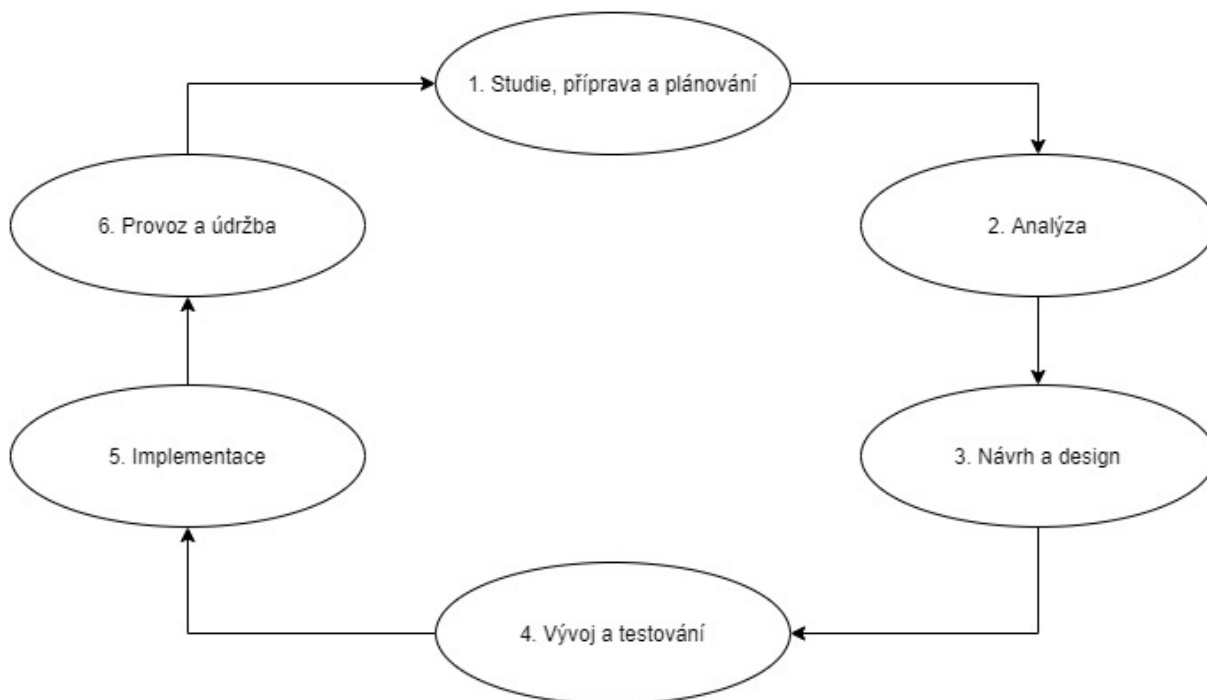 1. Studie, příprava a plánování
2. Analýza
3. Návrh a design
4. Vývoj a testování
5. Implementace
6. Provoz a údržba